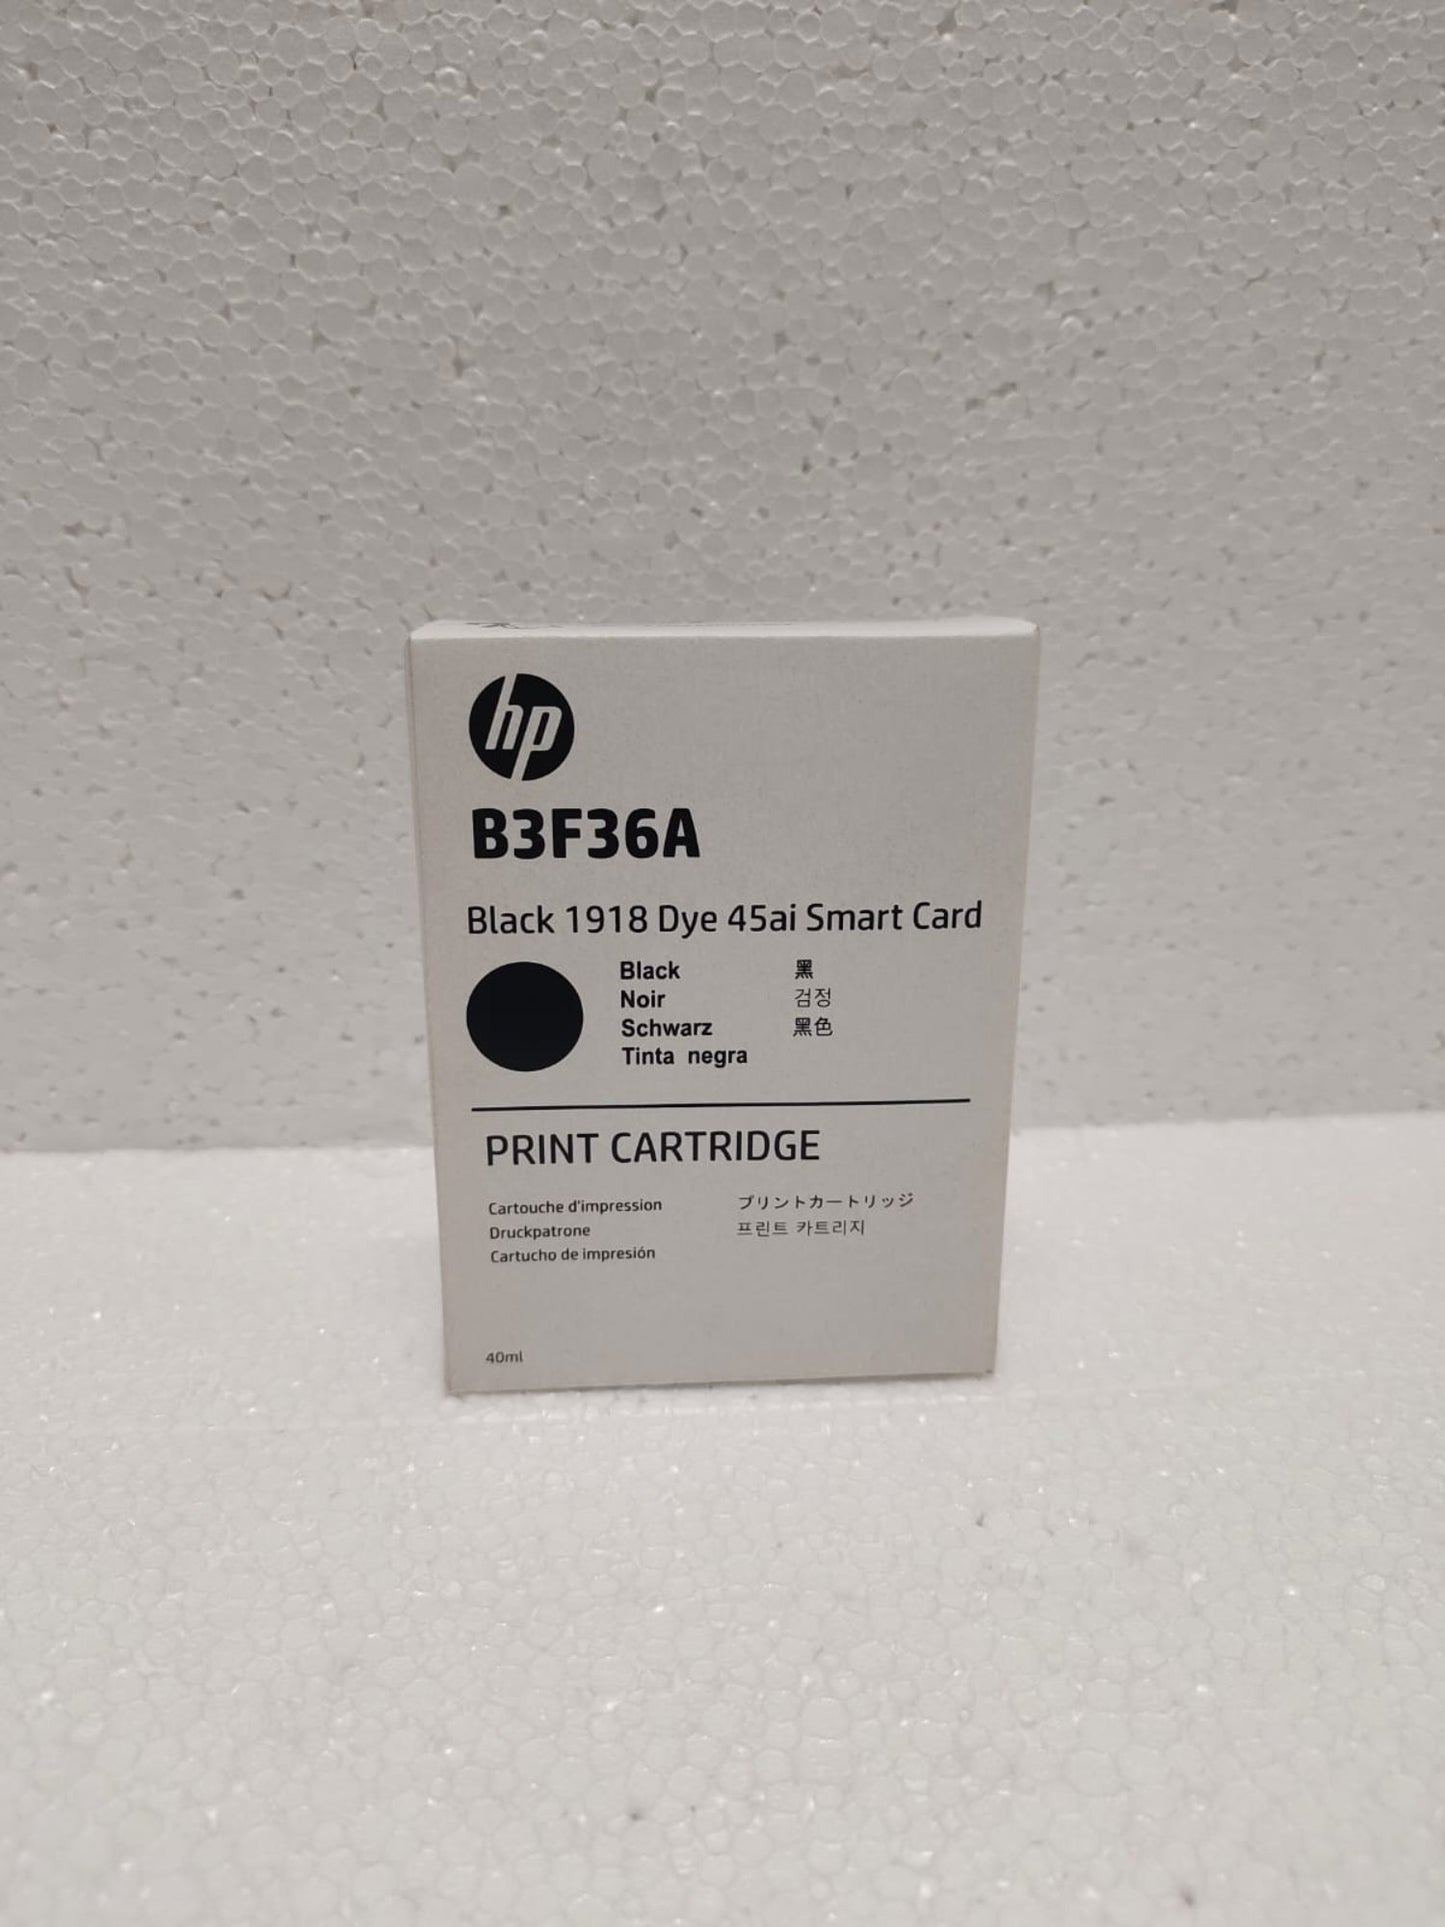 hp
B3F36A
Black 1918 Dye 45ai Smart Card
Black 黑
Noir 검정
Schwarz 黑色
Tinta negra
PRINT CARTRIDGE
Cartouche d'impression プリントカートリッジ
Druckpatrone 프린트 카트리지
Cartucho de impresión
40ml